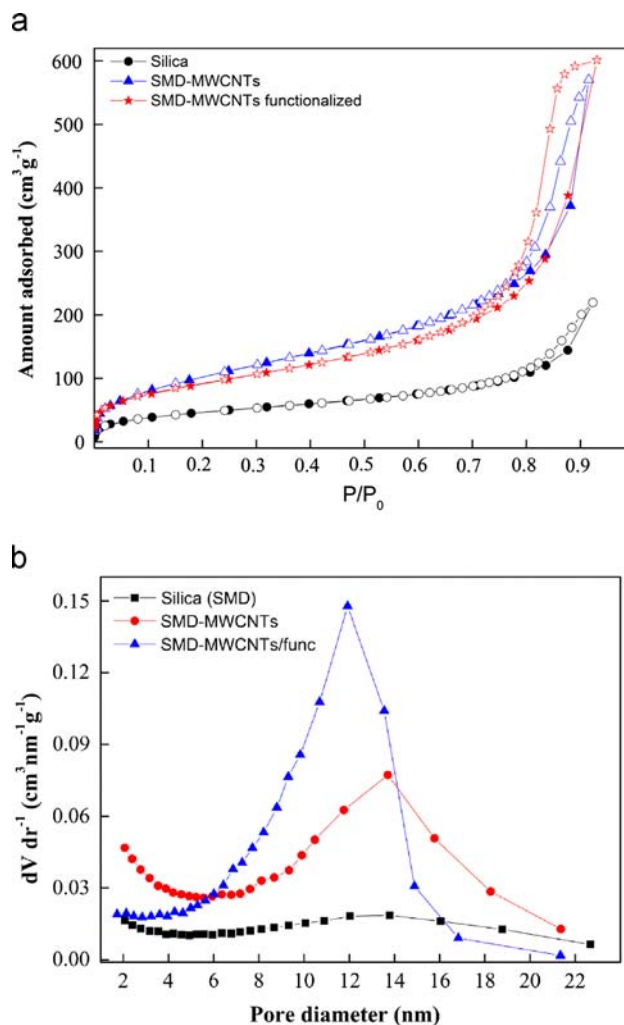 a
600
500
400
300
200
100
0
Amount adsorbed (cm³g⁻¹)
Silica
SMD-MWCNTs
SMD-MWCNTs functionalized
0.1 0.2 0.3 0.4 0.5 0.6 0.7 0.8 0.9
P/P₀
b
0.15
0.12
0.09
0.06
0.03
0.00
dV dr⁻¹ (cm³ nm⁻¹g⁻¹)
Silica (SMD)
SMD-MWCNTs
SMD-MWCNTs/func
2 4 6 8 10 12 14 16 18 20 22
Pore diameter (nm)